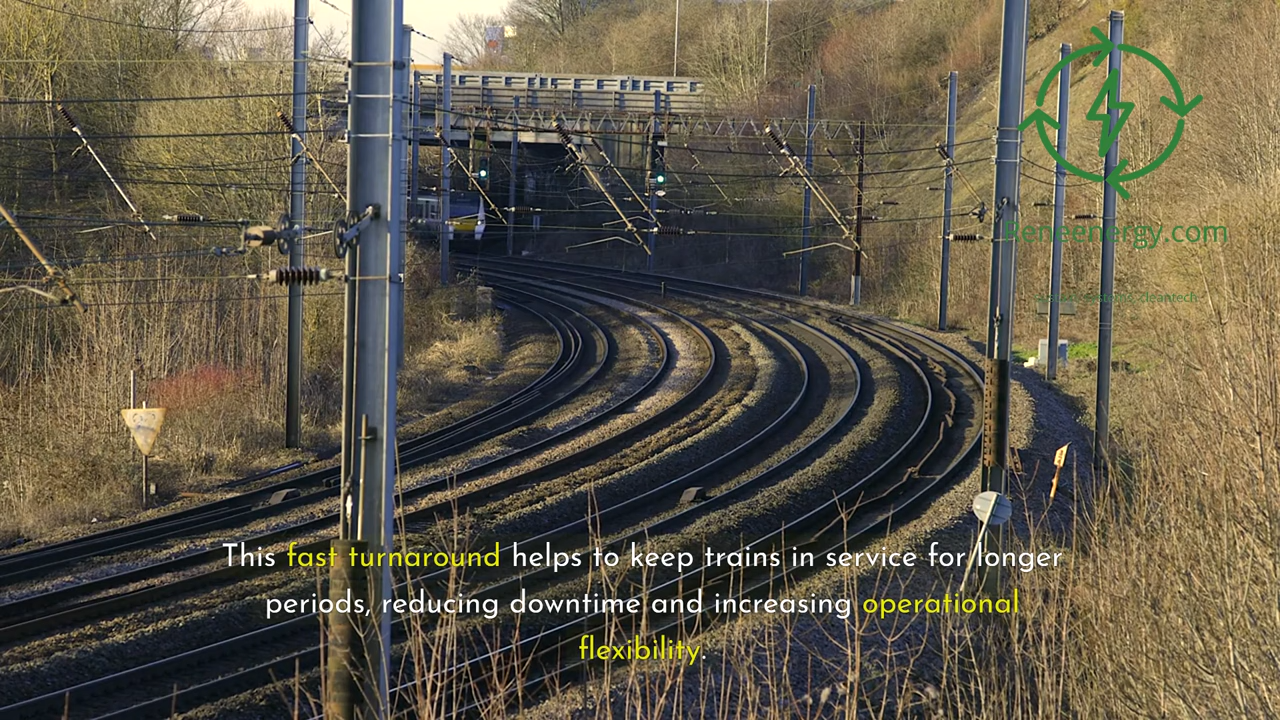 Reneenergy.com
This fast turnaround helps to keep trains in service for longer
periods, reducing downtime and increasing operational
flexibility.